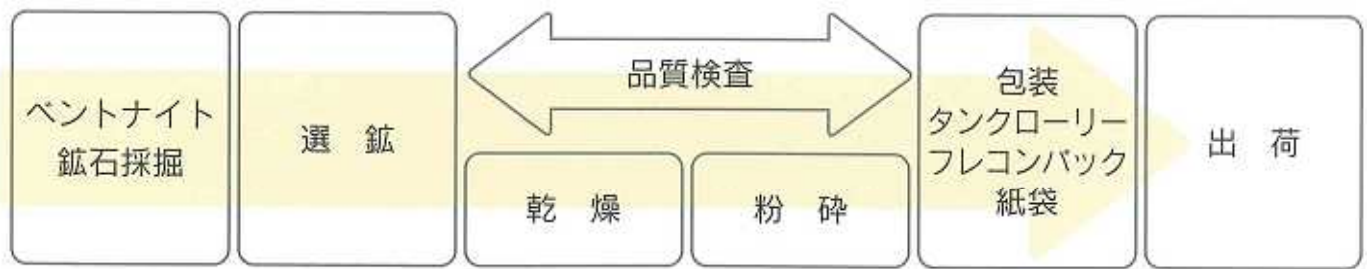 ベントナイト
鉱石採掘
選　鉱
品質検査
乾　燥
粉　砕
包装
タンクローリー
フレコンバック
紙袋
出　荷